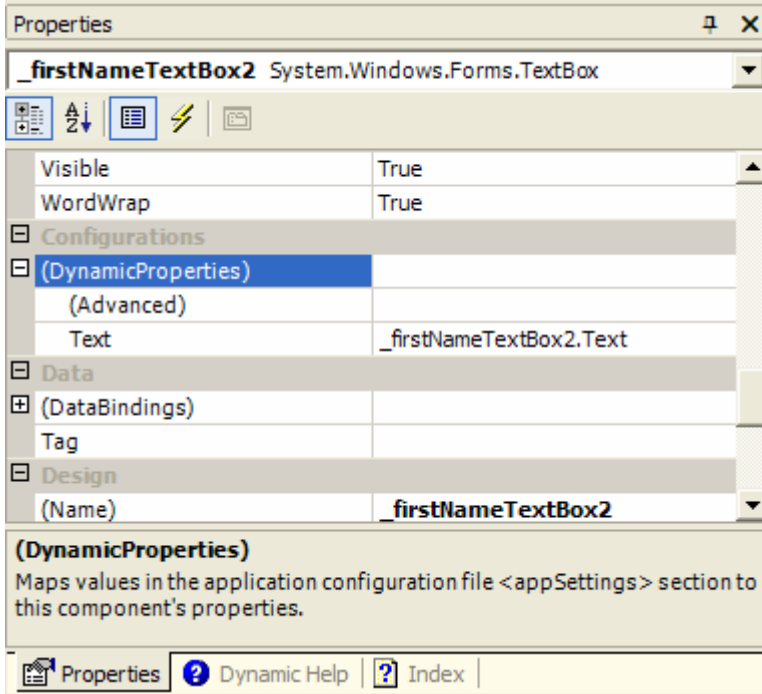 Properties
_firstNameTextBox2 System.Windows.Forms.TextBox
Visible True
WordWrap True
Configurations
(DynamicProperties)
(Advanced)
Text _firstNameTextBox2.Text
Data
(DataBindings)
Tag
Design
(Name) _firstNameTextBox2
(DynamicProperties)
Maps values in the application configuration file <appSettings> section to
this component's properties.
Properties Dynamic Help Index